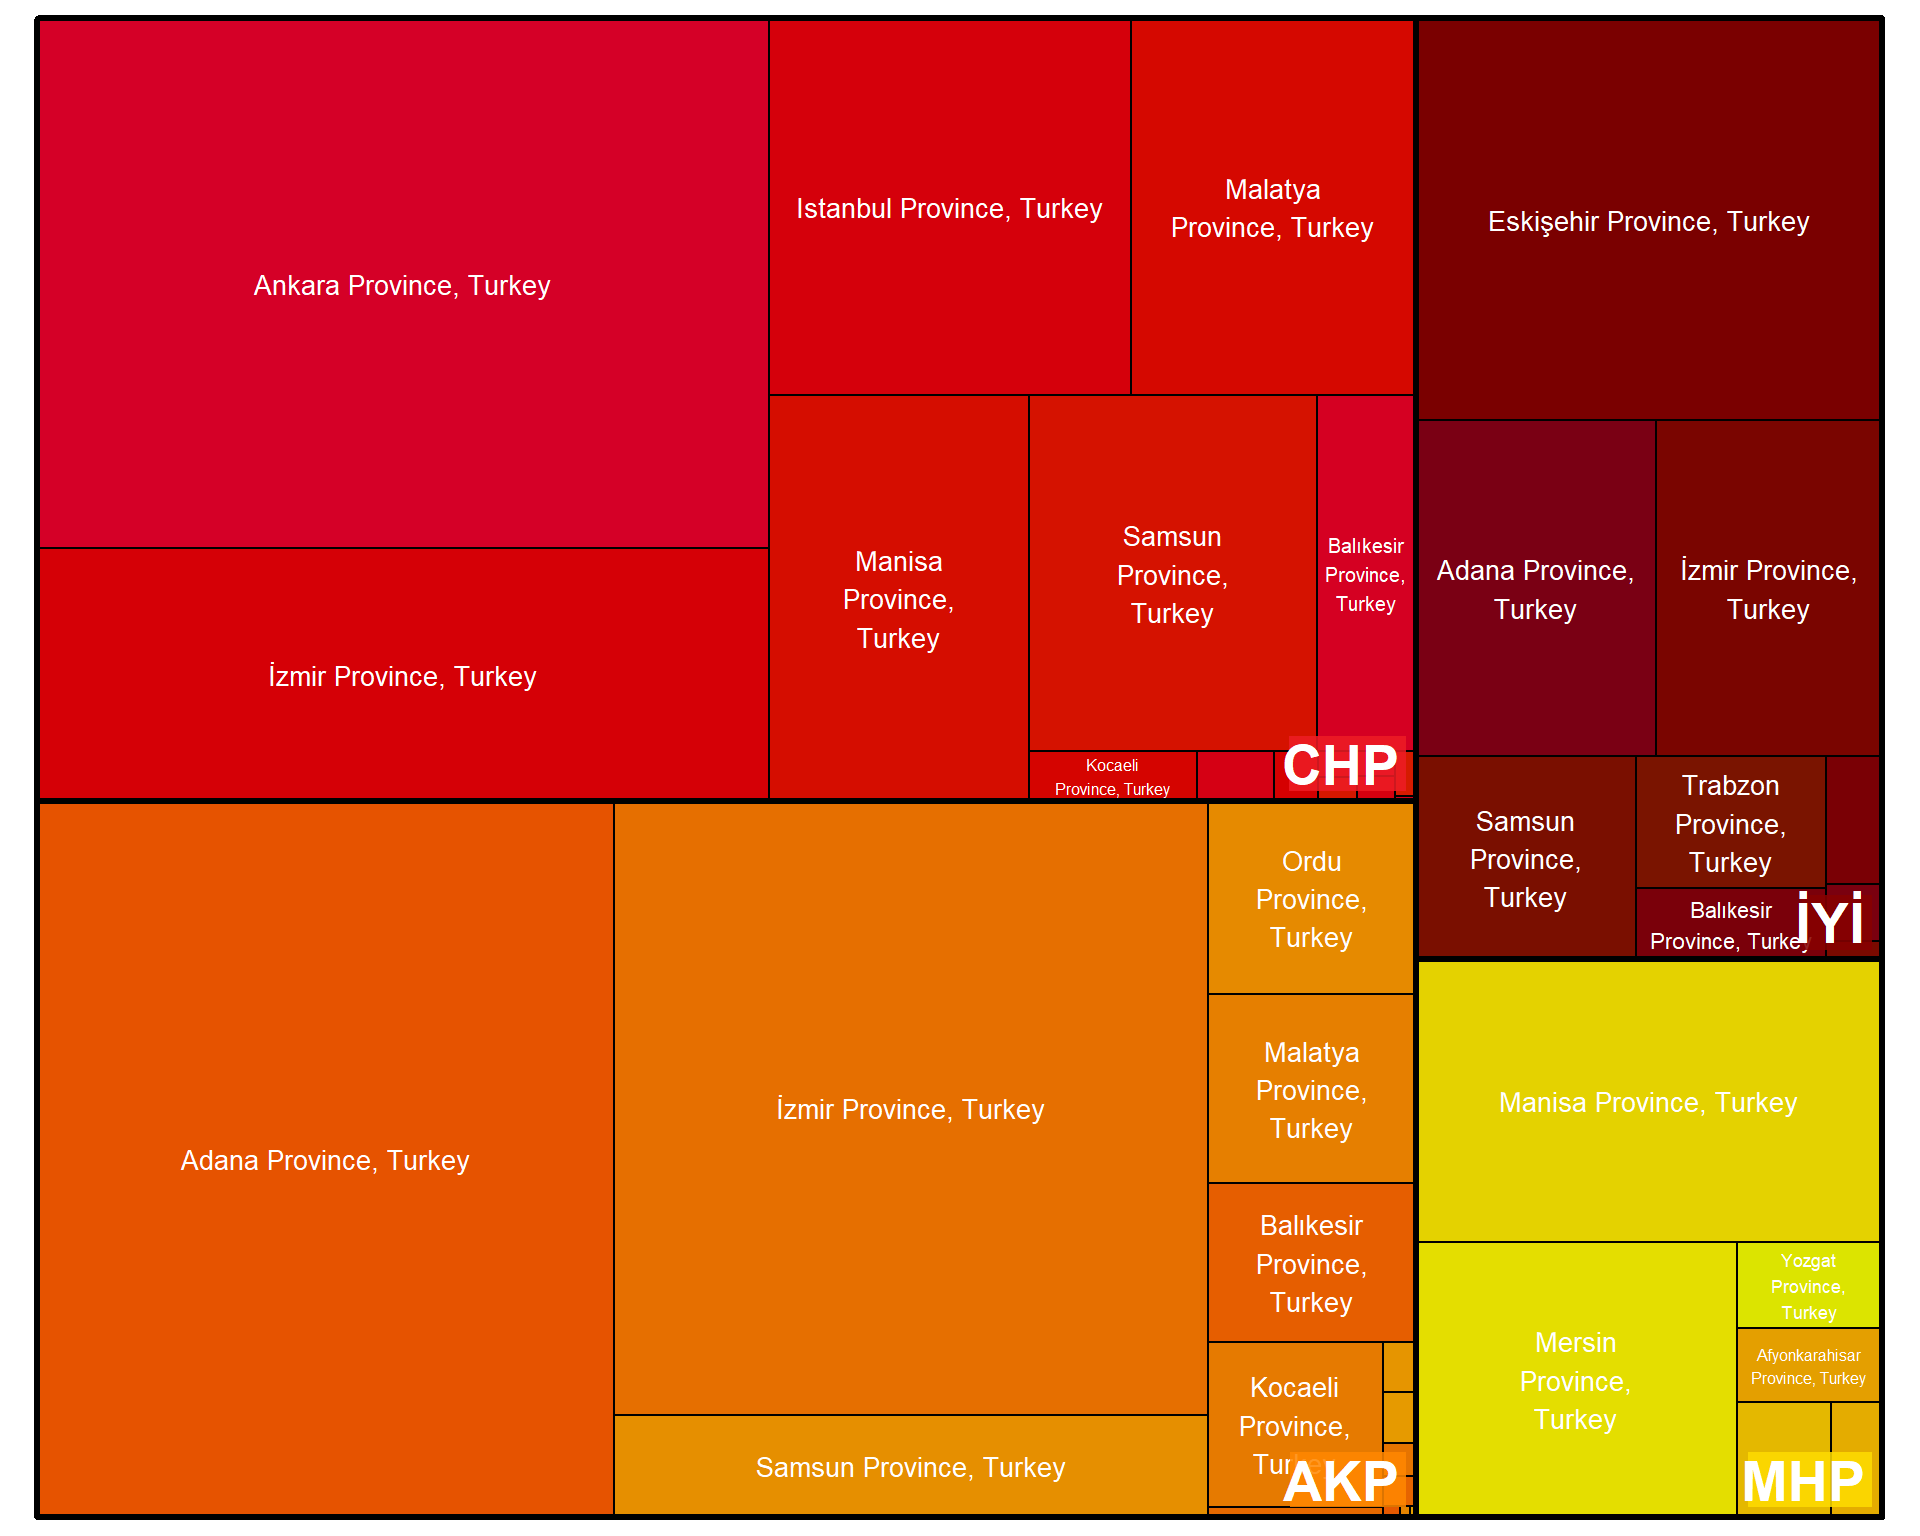 Ankara Province, Turkey
İzmir Province, Turkey
Istanbul Province, Turkey
Malatya
Province, Turkey
Manisa
Province,
Turkey
Samsun
Province,
Turkey
Balıkesir
Province,
Turkey
Kocaeli
Province, Turkey
CHP
Eskişehir Province, Turkey
Adana Province,
Turkey
İzmir Province,
Turkey
Samsun
Province,
Turkey
Trabzon
Province,
Turkey
Balıkesir
Province, Turkey
İYİ
Adana Province, Turkey
İzmir Province, Turkey
Samsun Province, Turkey
Ordu
Province,
Turkey
Malatya
Province,
Turkey
Balıkesir
Province,
Turkey
Kocaeli
Province,
Turkey
AKP
Manisa Province, Turkey
Mersin
Province,
Turkey
Yozgat
Province,
Turkey
Afyonkarahisar
Province, Turkey
MHP